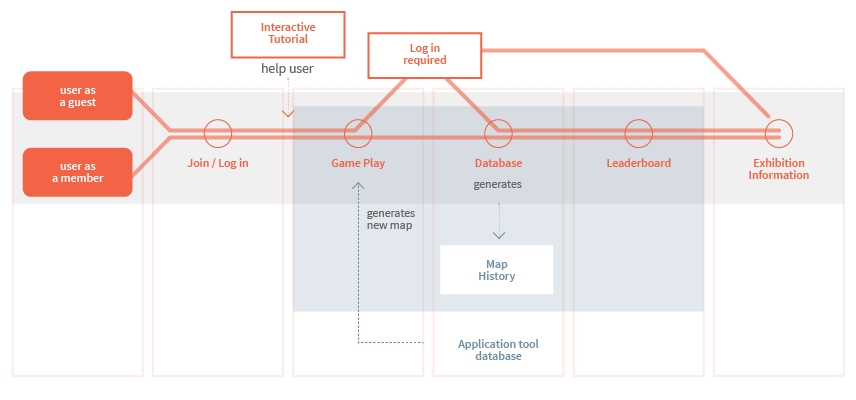 Interactive
Tutorial
help user
Log in
required
user as
a guest
user as
a member
Join / Log in
Game Play
Database
Leaderboard
Exhibition
Information
generates
generates
new map
Map
History
Application tool
database